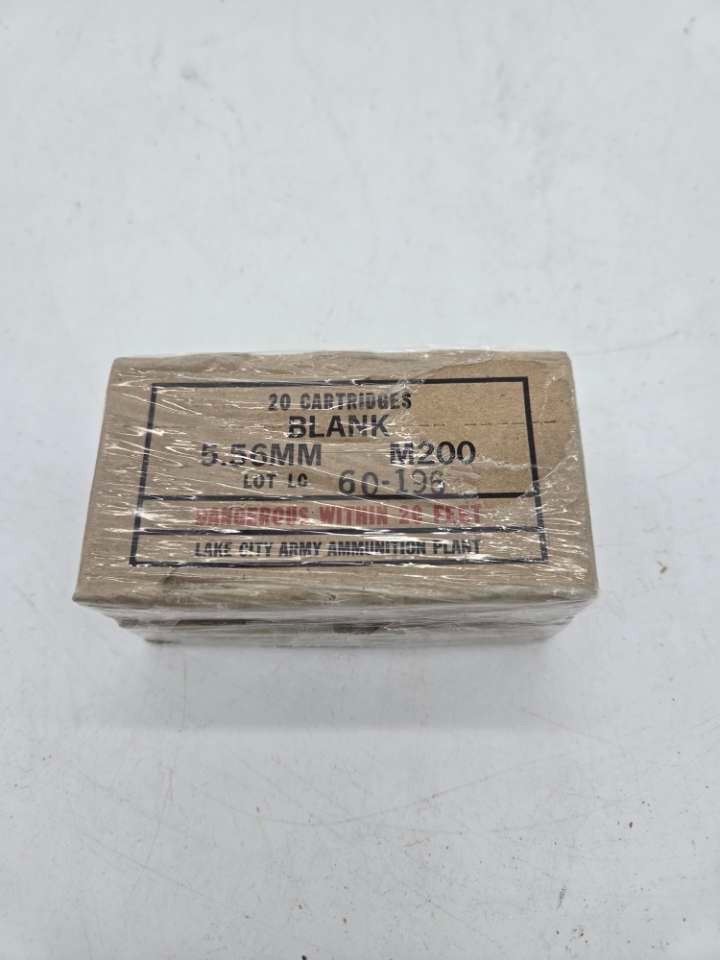 20 CARTRIDGES
BLANK
5.56MM M200
LOT LC 60-196
DANGEROUS WITHIN 20 FEET
LAKE CITY ARMY AMMUNITION PLANT